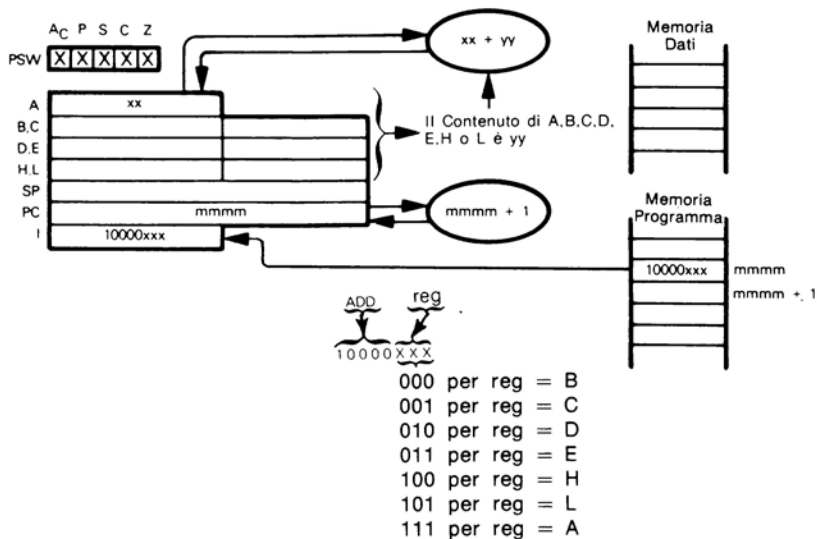 AC P S C Z
PSW X X X X X
xx + yy
Memoria
Dati
A xx
B,C
D,E
H,L
SP
PC mmmm
I 10000xxx
Il Contenuto di A,B,C,D,
E,H o L è yy
mmmm + 1
Memoria
Programma
10000xxx mmmm
mmmm + 1
ADD reg
10000XXX
000 per reg = B
001 per reg = C
010 per reg = D
011 per reg = E
100 per reg = H
101 per reg = L
111 per reg = A